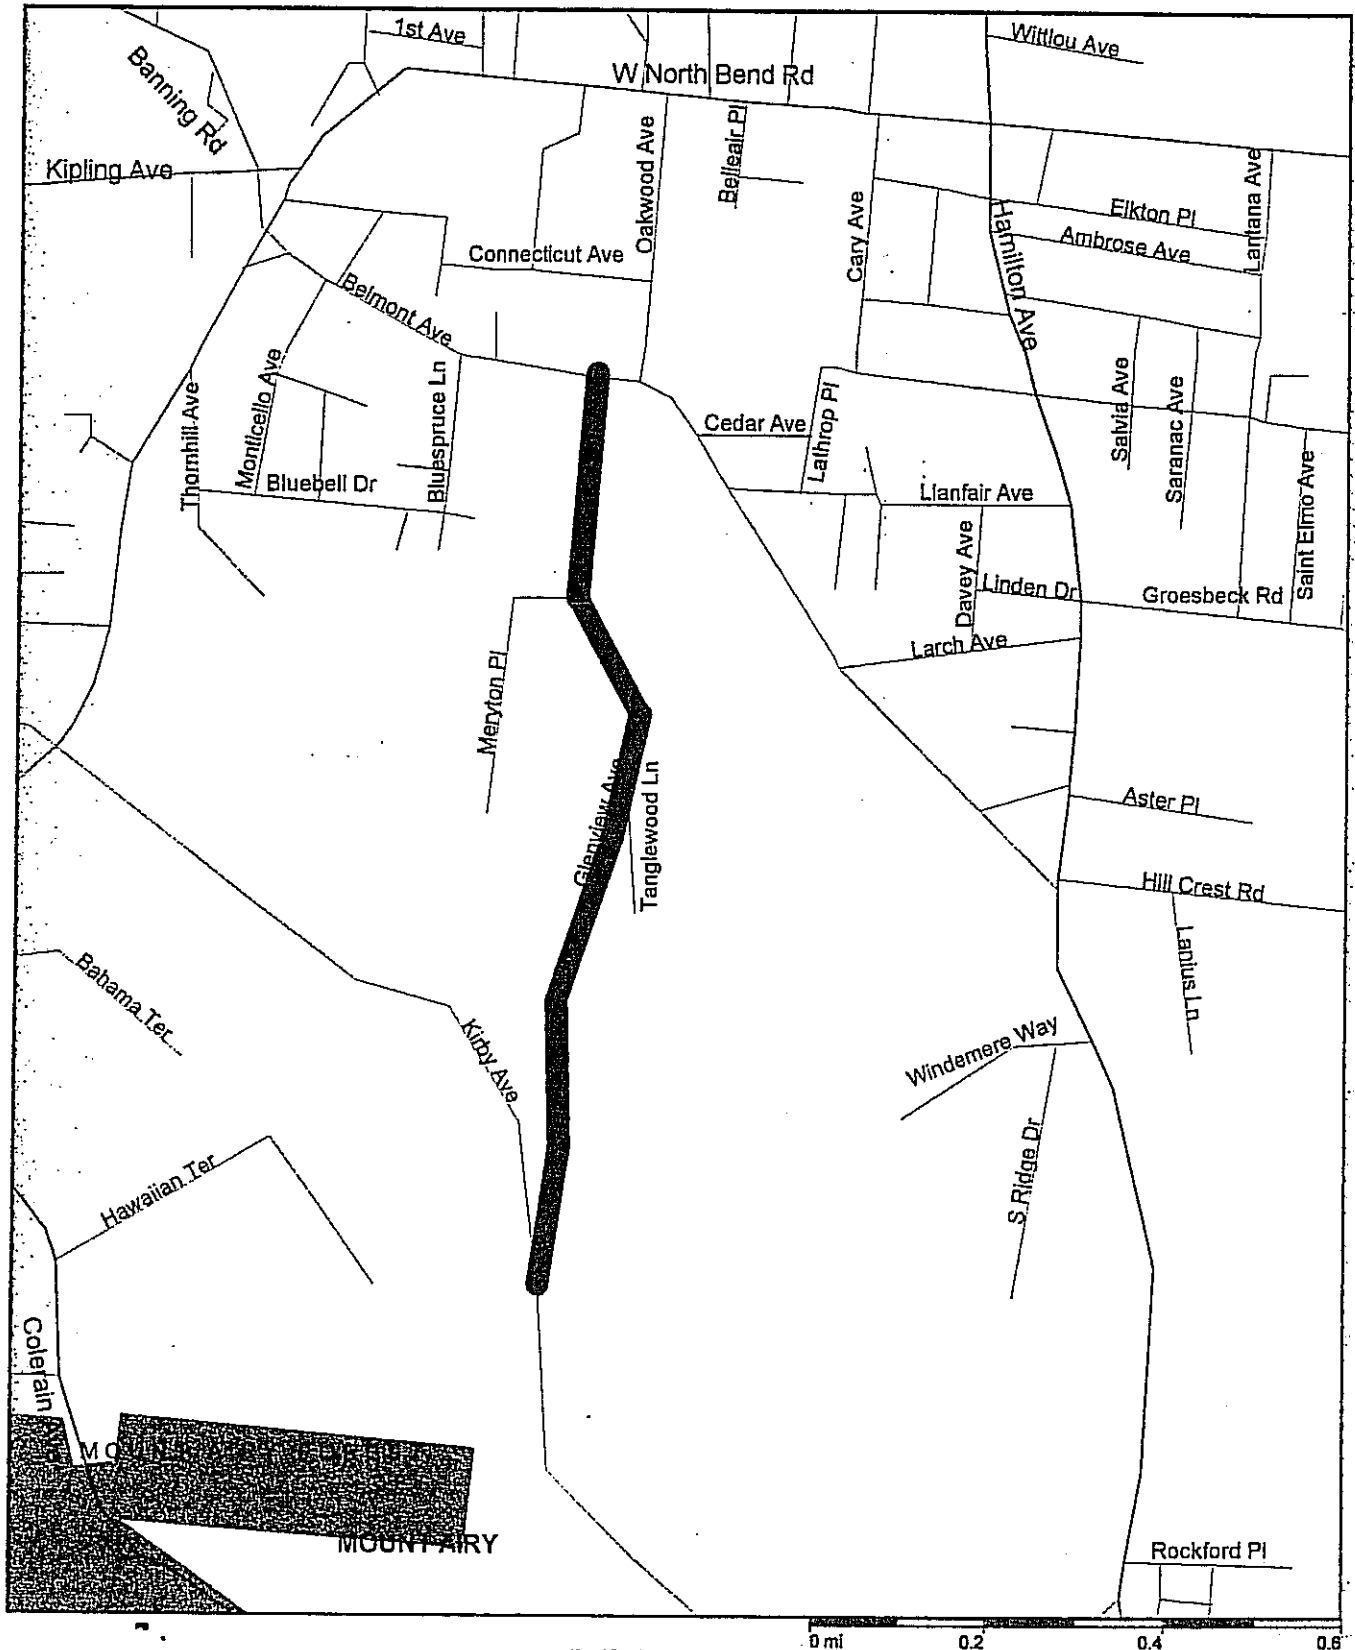 1st Ave
Wittlou Ave
Banning Rd
W North Bend Rd
Kipling Ave
Oakwood Ave
Belleair Pl
Cary Ave
Hamilton Ave
Elkton Pl
Lantana Ave
Ambrose Ave
Connecticut Ave
Belmont Ave
Thornhill Ave
Monticello Ave
Bluespruce Ln
Bluebell Dr
Cedar Ave
Lathrop Pl
Salvia Ave
Saranac Ave
Saint Elmo Ave
Llanfair Ave
Davey Ave
Linden Dr
Groesbeck Rd
Larch Ave
Meryton Pl
Glenview Ave
Tanglewood Ln
Aster Pl
Hill Crest Rd
Lanius Ln
Babama Ter
Kirby Ave
Windemere Way
S Ridge Dr
Hawaiian Ter
Colerain Ave
MOUNT AIRY
Rockford Pl
0 mi
0.2
0.4
0.6